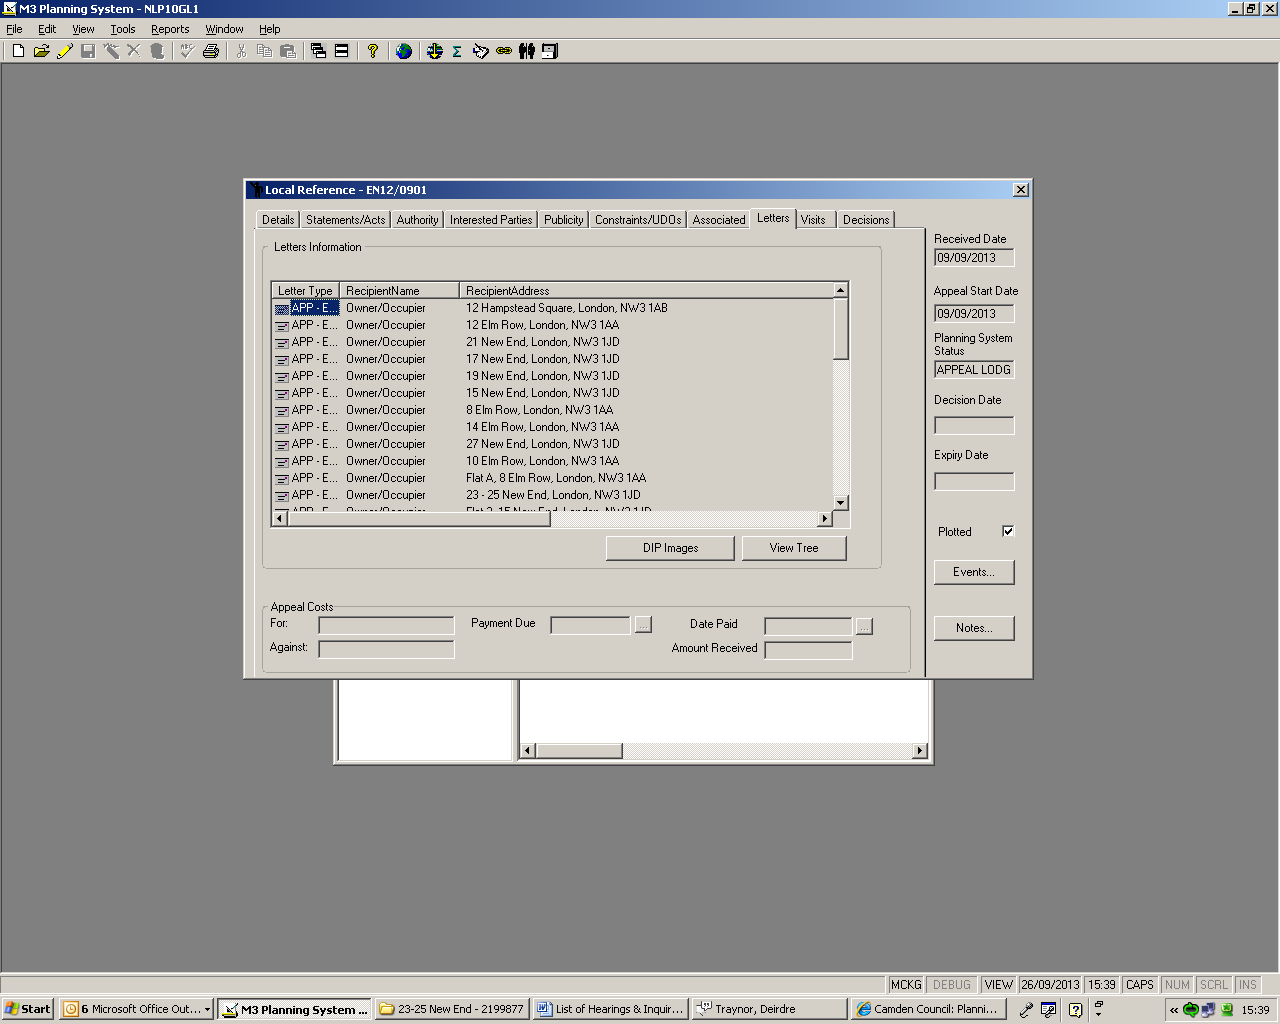 M3 Planning System - NLP10GL1
File Edit View Tools Reports Window Help
Local Reference - EN12/0901
Details Statements/Acts Authority Interested Parties Publicity Constraints/UDOs Associated Letters Visits Decisions
Letters Information
Letter Type RecipientName RecipientAddress
APP - E... Owner/Occupier 12 Hampstead Square, London, NW3 1AB
APP - E... Owner/Occupier 12 Elm Row, London, NW3 1AA
APP - E... Owner/Occupier 21 New End, London, NW3 1JD
APP - E... Owner/Occupier 17 New End, London, NW3 1JD
APP - E... Owner/Occupier 19 New End, London, NW3 1JD
APP - E... Owner/Occupier 15 New End, London, NW3 1JD
APP - E... Owner/Occupier 8 Elm Row, London, NW3 1AA
APP - E... Owner/Occupier 14 Elm Row, London, NW3 1AA
APP - E... Owner/Occupier 27 New End, London, NW3 1JD
APP - E... Owner/Occupier 10 Elm Row, London, NW3 1AA
APP - E... Owner/Occupier Flat A, 8 Elm Row, London, NW3 1AA
APP - E... Owner/Occupier 23 - 25 New End, London, NW3 1JD
DIP Images View Tree
Appeal Costs
For: Payment Due ... Date Paid ...
Against: Amount Received
Received Date
09/09/2013
Appeal Start Date
09/09/2013
Planning System
Status
APPEAL LODG
Decision Date
Expiry Date
Plotted
Events...
Notes...
MCKG DEBUG VIEW 26/09/2013 15:39 CAPS NUM SCRL INS
Start 6 Microsoft Office Out... M3 Planning System ... 23-25 New End - 2199877 List of Hearings & Inquir... Traynor, Deirdre Camden Council: Planni... « 15:39